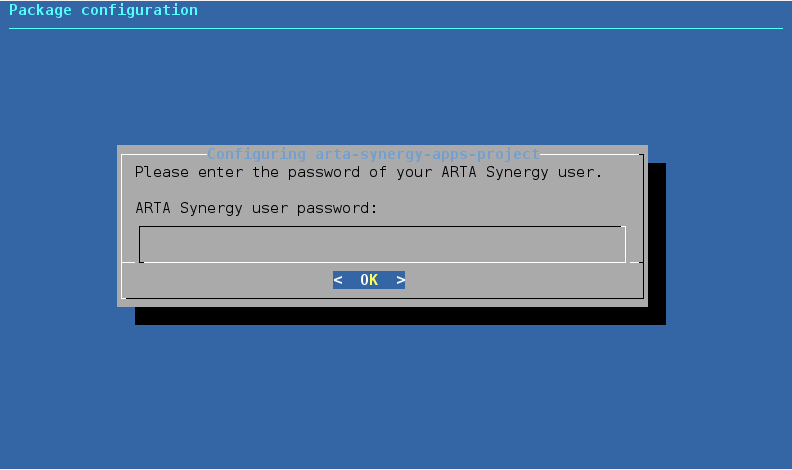 Package configuration
Configuring arta-synergy-apps-project
Please enter the password of your ARTA Synergy user.
ARTA Synergy user password:
< OK >